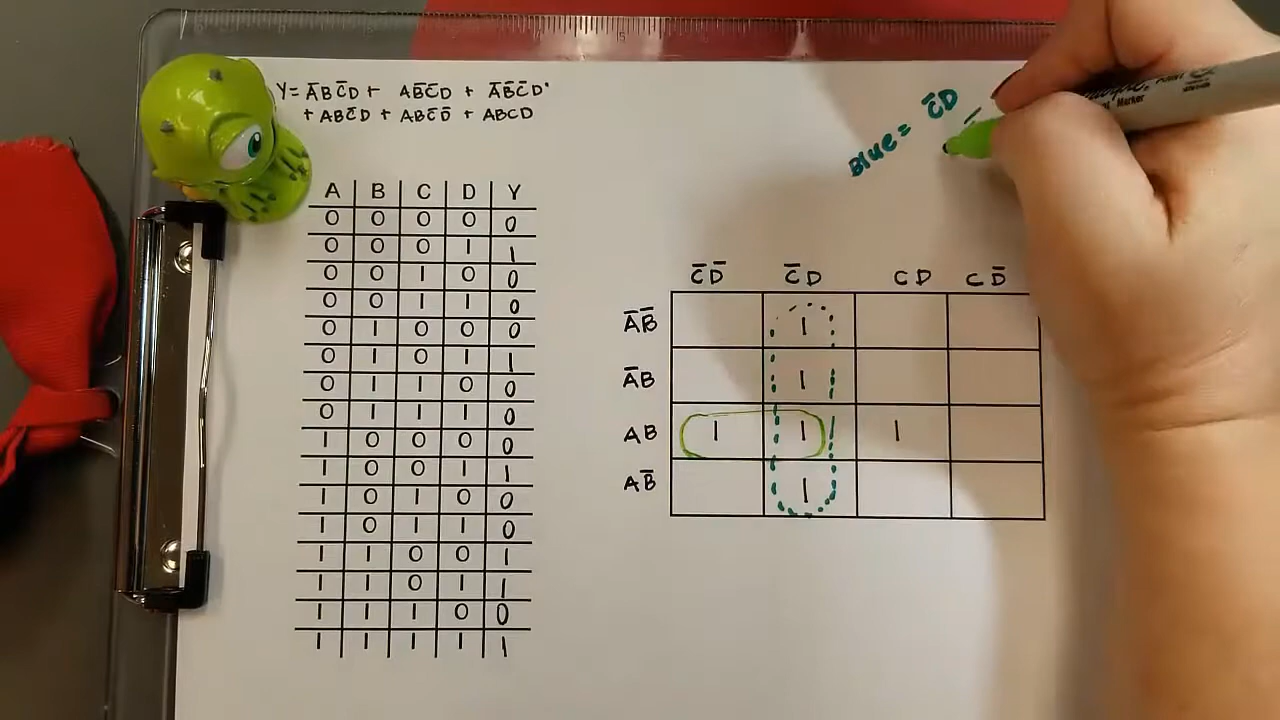 Y = A̅BC̅D + AB̅C̅D + A̅B̅C̅D
+ ABC̅D + ABC̅D̅ + ABCD
Blue = C̅D
A B C D Y
0 0 0 0 0
0 0 0 1 1
0 0 1 0 0
0 0 1 1 0
0 1 0 0 0
0 1 0 1 1
0 1 1 0 0
0 1 1 1 0
1 0 0 0 0
1 0 0 1 1
1 0 1 0 0
1 0 1 1 0
1 1 0 0 1
1 1 0 1 1
1 1 1 0 0
1 1 1 1 1
C̅D̅ C̅D CD CD̅
A̅B̅ 1
A̅B 1
AB 1 1 1
AB̅ 1
5
Marker